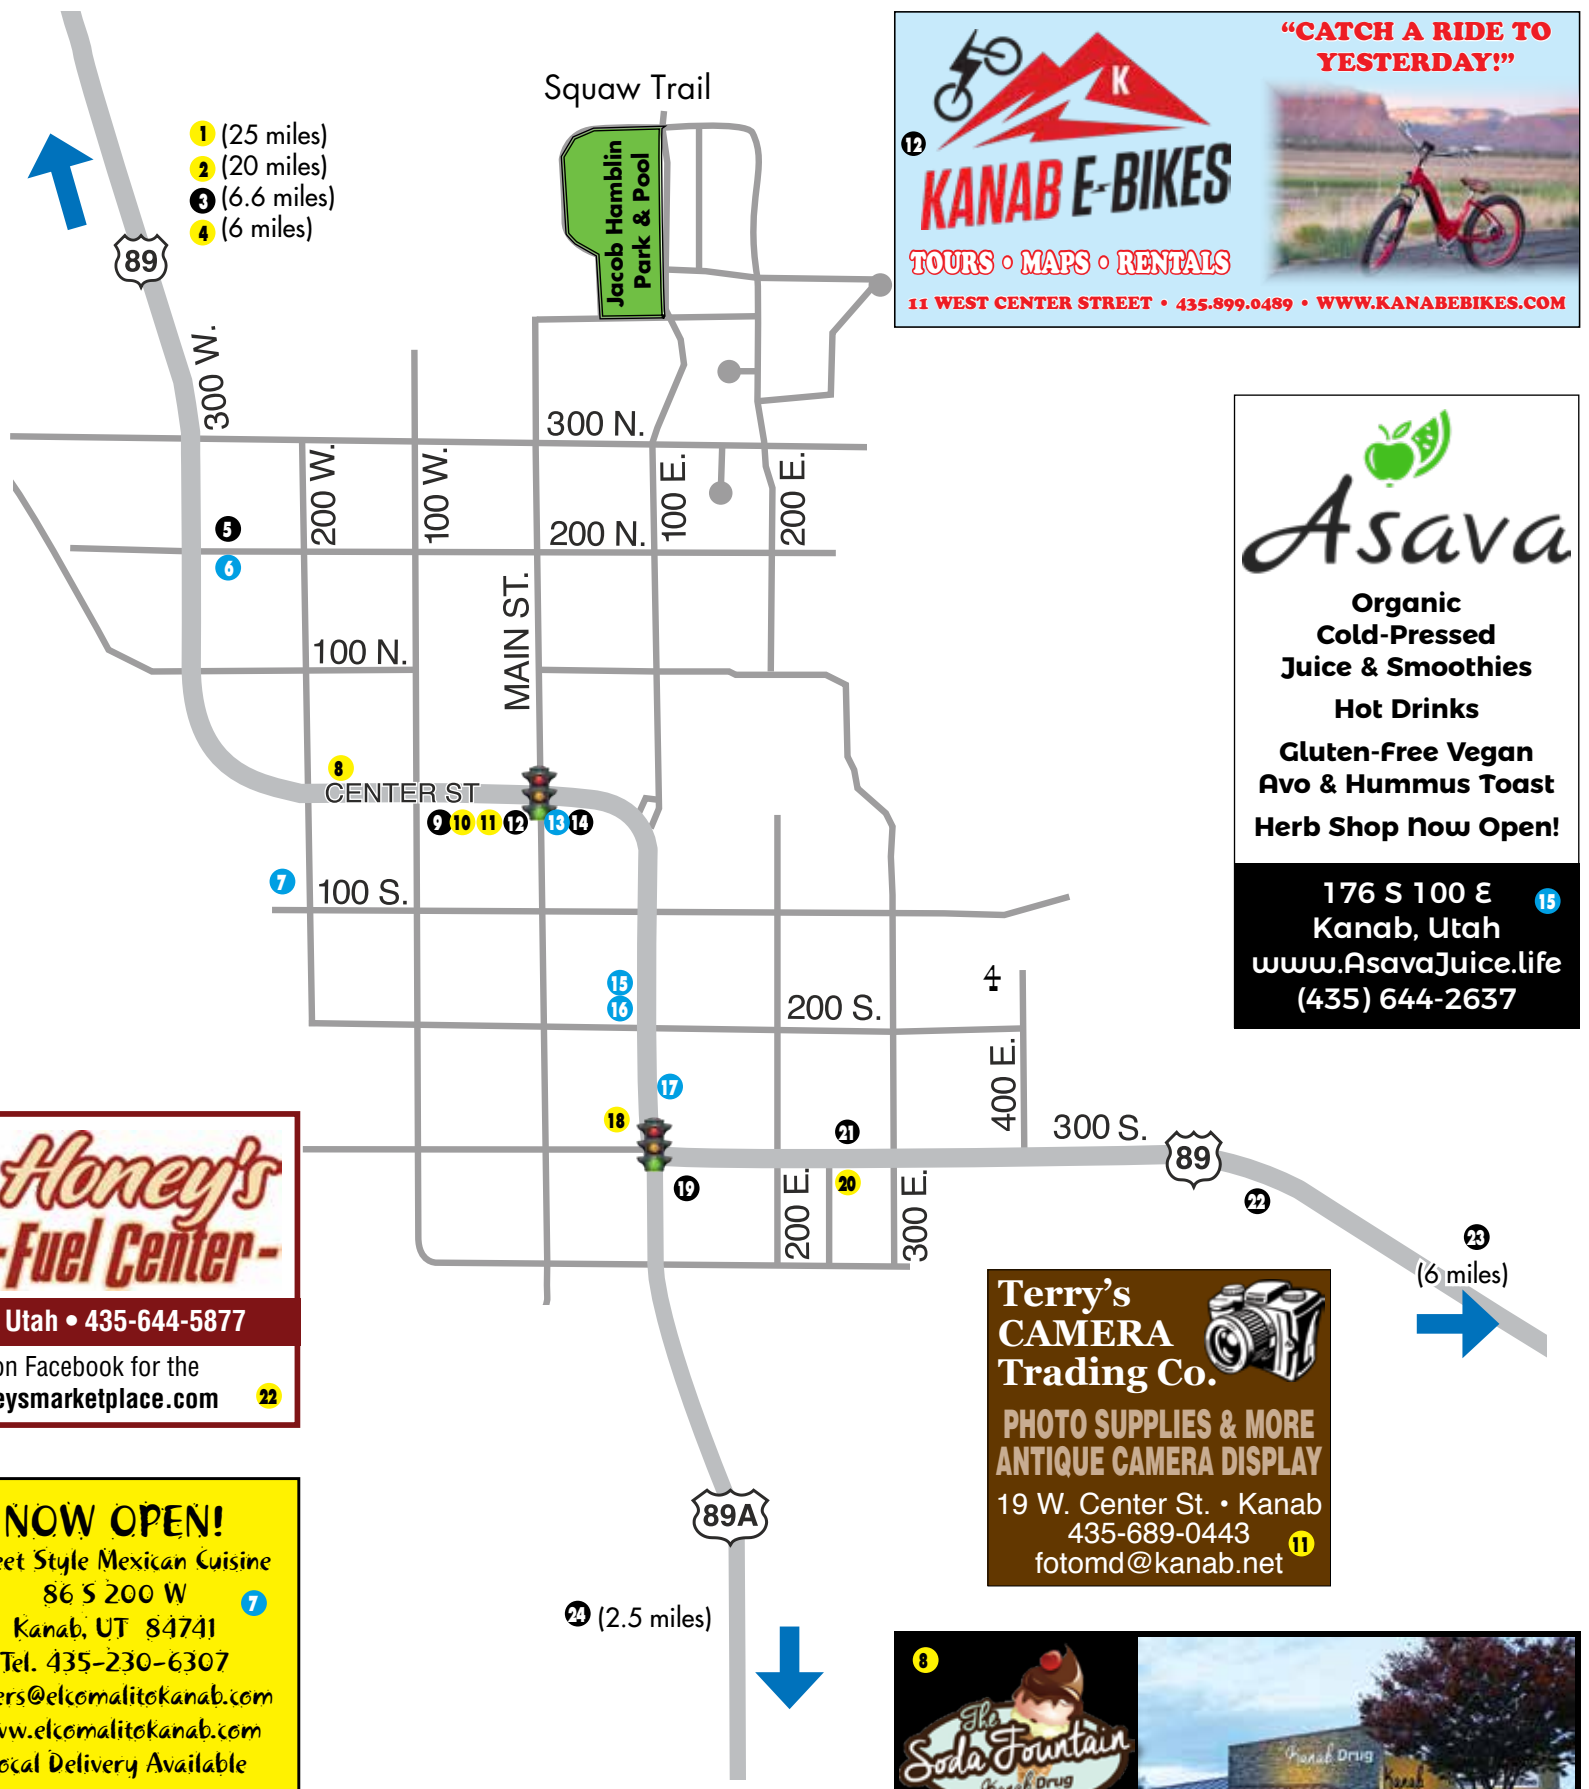 Squaw Trail
Jacob Hamblin
Park & Pool
1 (25 miles)
2 (20 miles)
3 (6.6 miles)
4 (6 miles)
89
300 W.
300 N.
200 W.
100 W.
100 E.
200 E.
5
200 N.
6
MAIN ST.
100 N.
8
CENTER ST
9 10 11 12 13 14
7
100 S.
15
16
4
200 S.
400 E.
17
18
21
300 S.
89
19
20
200 E.
300 E.
22
23
(6 miles)
89A
24 (2.5 miles)
"CATCH A RIDE TO
YESTERDAY!"
K
12
KANAB E-BIKES
TOURS • MAPS • RENTALS
11 WEST CENTER STREET • 435.899.0489 • WWW.KANABEBIKES.COM
Asava
Organic
Cold-Pressed
Juice & Smoothies
Hot Drinks
Gluten-Free Vegan
Avo & Hummus Toast
Herb Shop Now Open!
176 S 100 E
15
Kanab, Utah
www.AsavaJuice.life
(435) 644-2637
Honey's
-Fuel Center-
Utah • 435-644-5877
on Facebook for the
eysmarketplace.com
22
NOW OPEN!
eet Style Mexican Cuisine
86 S 200 W
7
Kanab, UT 84741
Tel. 435-230-6307
ers@elcomalitokanab.com
ww.elcomalitokanab.com
ocal Delivery Available
Terry's
CAMERA
Trading Co.
PHOTO SUPPLIES & MORE
ANTIQUE CAMERA DISPLAY
19 W. Center St. • Kanab
435-689-0443
11
fotomd@kanab.net
8
The
Soda Fountain
Kanab Drug
Kanab Drug
Kanab